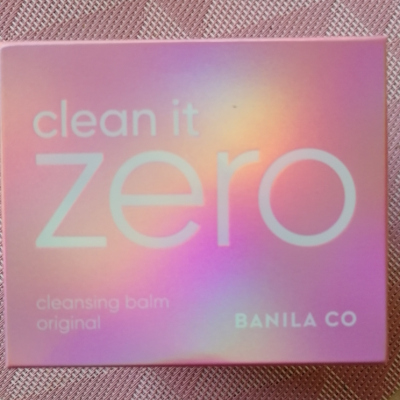 clean it
zero
cleansing balm
original
BANILA CO